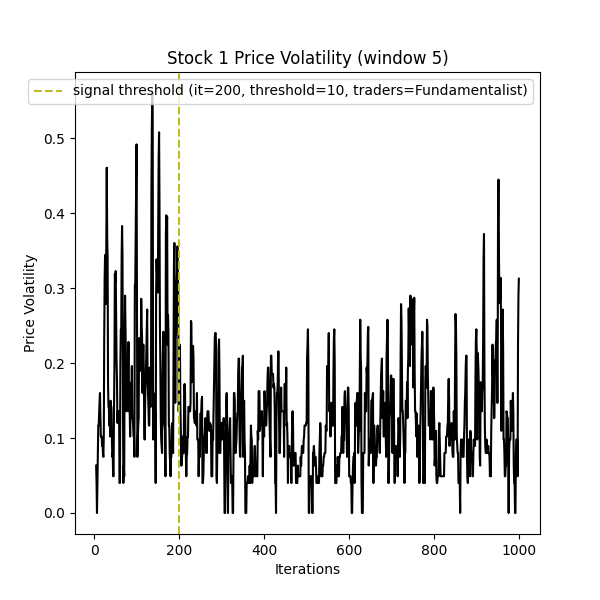 Stock 1 Price Volatility (window 5)
signal threshold (it=200, threshold=10, traders=Fundamentalist)
Price Volatility
0.5
0.4
0.3
0.2
0.1
0.0
0 200 400 600 800 1000
Iterations